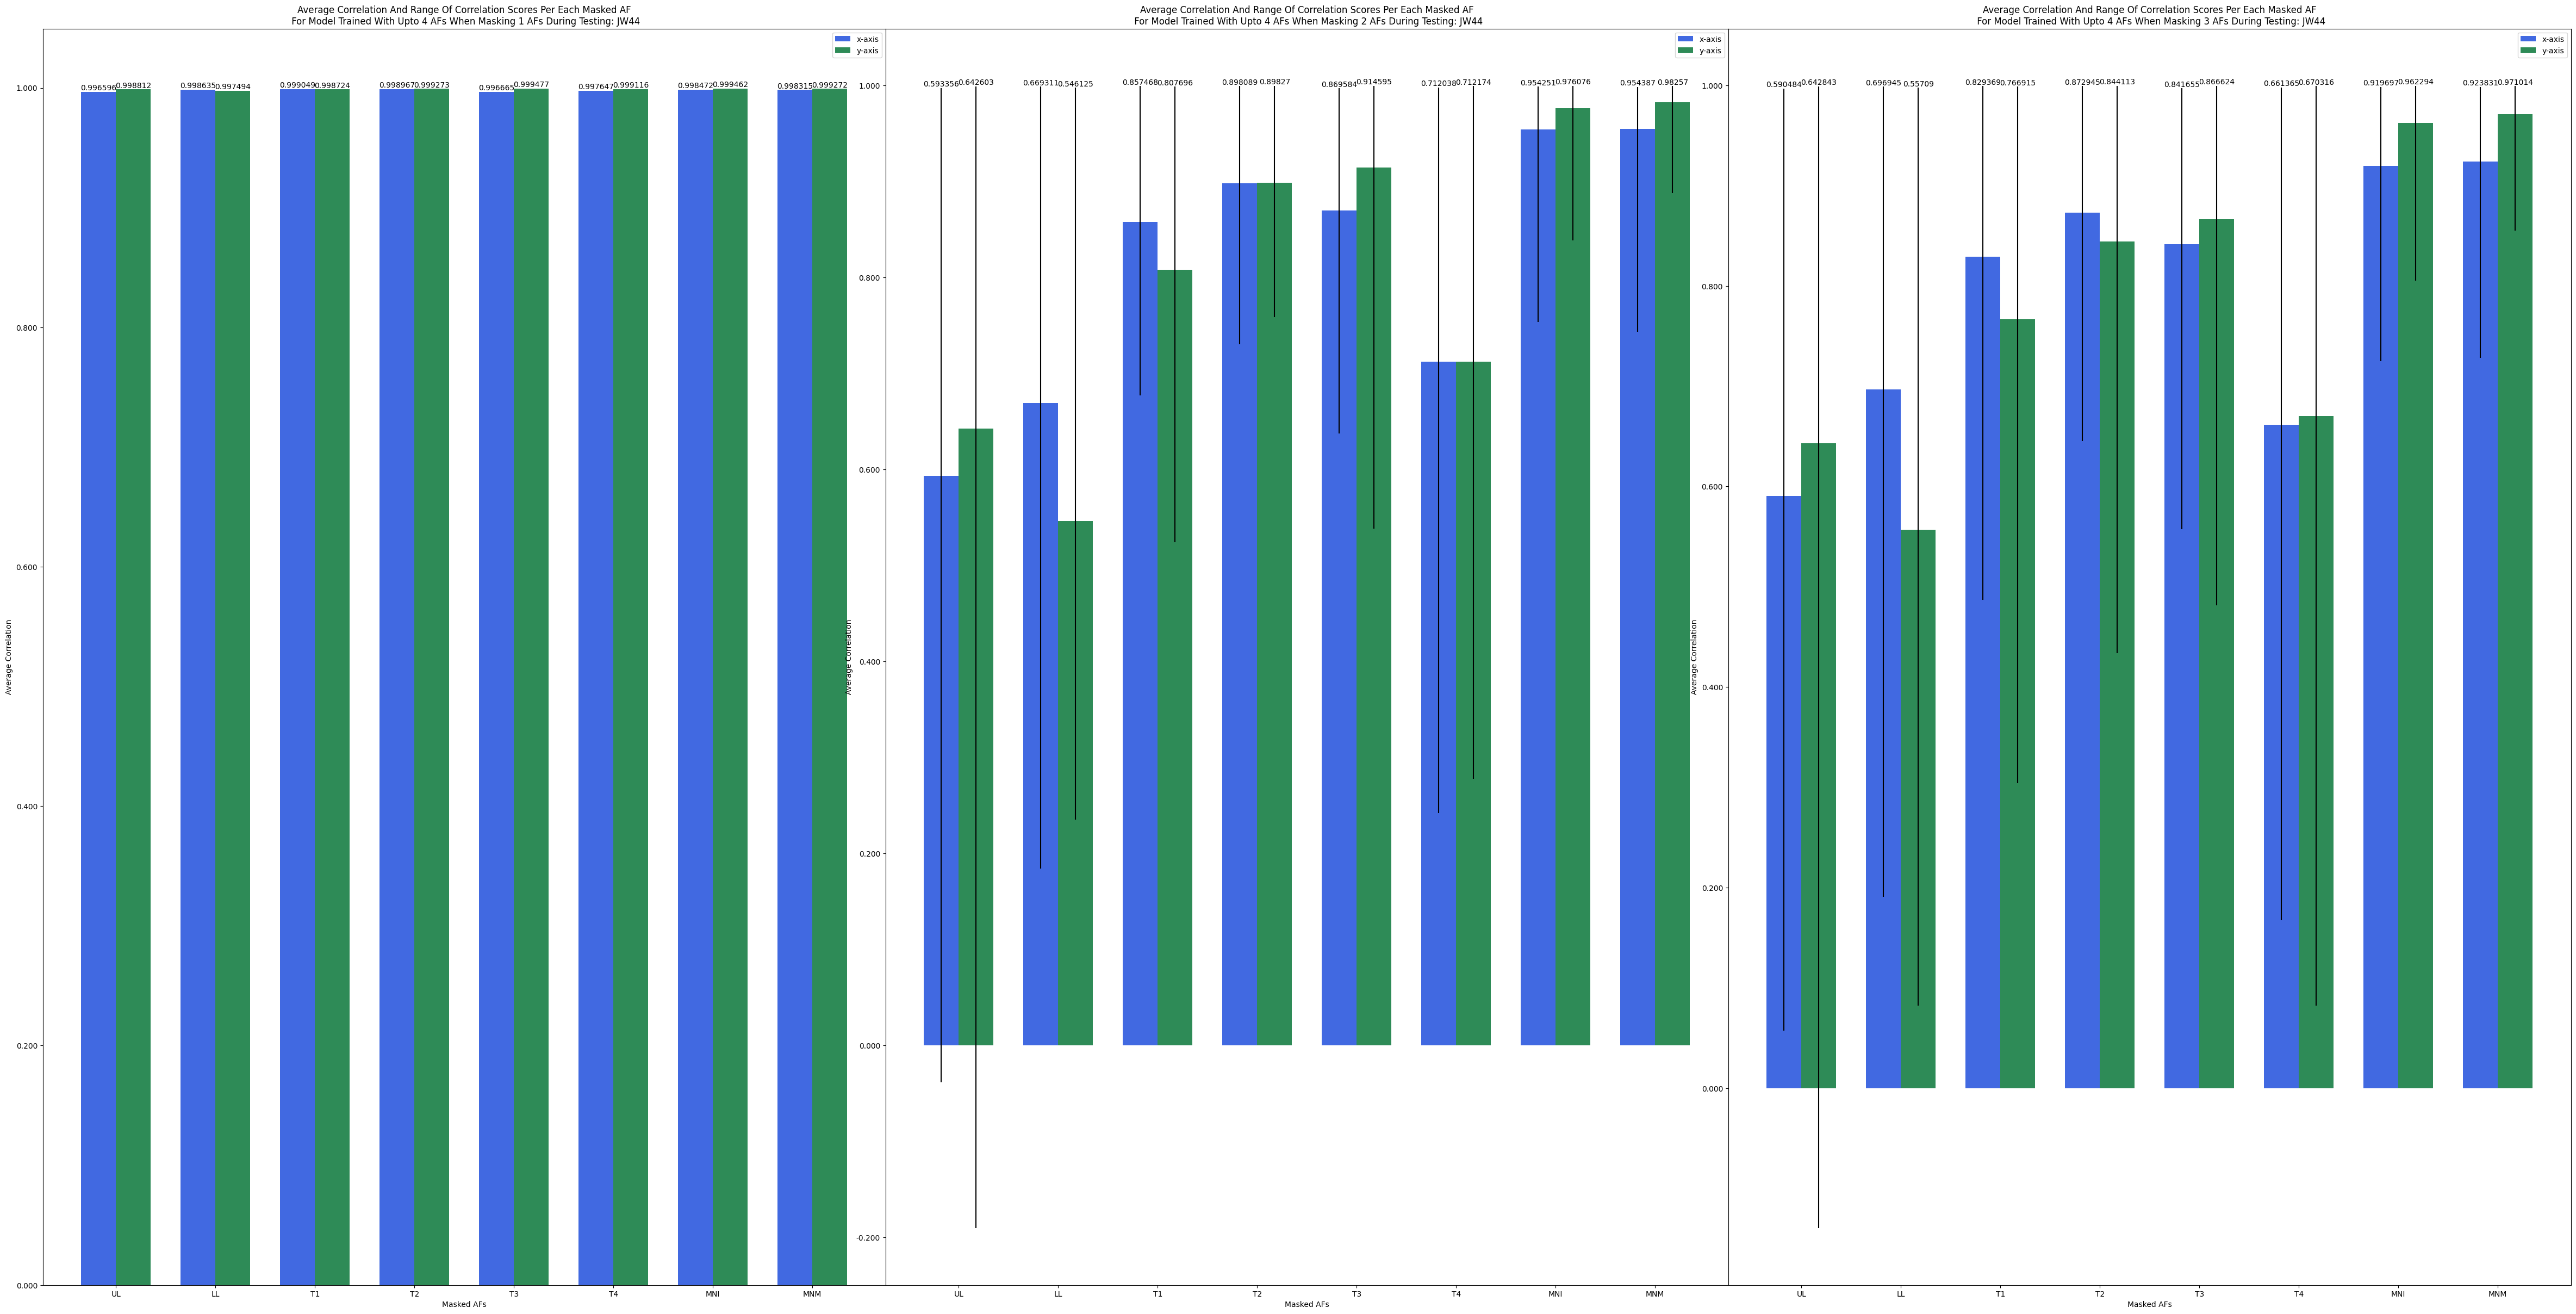 Average Correlation And Range Of Correlation Scores Per Each Masked AF
For Model Trained With Upto 4 AFs When Masking 1 AFs During Testing: JW44
x-axis
y-axis
0.996596 0.998812 0.998635 0.997494 0.999049 0.998724 0.998967 0.999273 0.996665 0.999477 0.997647 0.999116 0.998472 0.999462 0.998315 0.999272
1.000
0.800
0.600
0.400
0.200
0.000
Average Correlation
UL LL T1 T2 T3 T4 MNI MNM
Masked AFs
Average Correlation And Range Of Correlation Scores Per Each Masked AF
For Model Trained With Upto 4 AFs When Masking 2 AFs During Testing: JW44
x-axis
y-axis
0.593356 0.642603 0.669311 0.546125 0.857468 0.807696 0.898089 0.89827 0.869584 0.914595 0.712038 0.712174 0.954251 0.976076 0.954387 0.98257
1.000
0.800
0.600
0.400
0.200
0.000
-0.200
Average Correlation
UL LL T1 T2 T3 T4 MNI MNM
Masked AFs
Average Correlation And Range Of Correlation Scores Per Each Masked AF
For Model Trained With Upto 4 AFs When Masking 3 AFs During Testing: JW44
x-axis
y-axis
0.590484 0.642843 0.696945 0.55709 0.829369 0.766915 0.872945 0.844113 0.841655 0.866624 0.661365 0.670316 0.919697 0.962294 0.923831 0.971014
1.000
0.800
0.600
0.400
0.200
0.000
Average Correlation
UL LL T1 T2 T3 T4 MNI MNM
Masked AFs